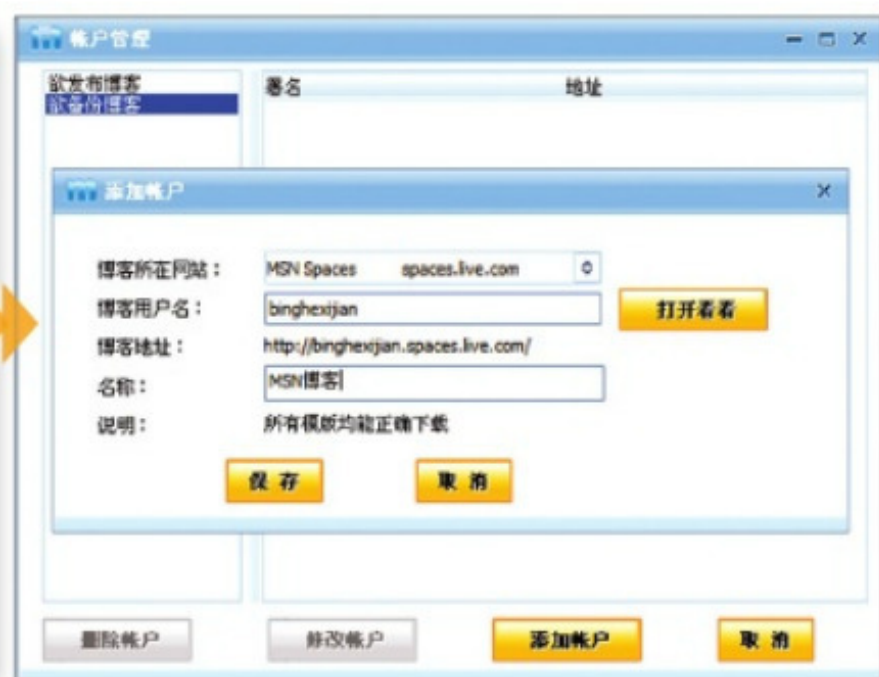 帐户管理
欲发布博客
欲备份博客
署名 地址
添加帐户
博客所在网站： MSN Spaces spaces.live.com
博客用户名： binghexijian 打开看看
博客地址： http://binghexijian.spaces.live.com/
名称： MSN博客
说明： 所有模版均能正确下载
保存 取消
删除帐户 修改帐户 添加帐户 取消